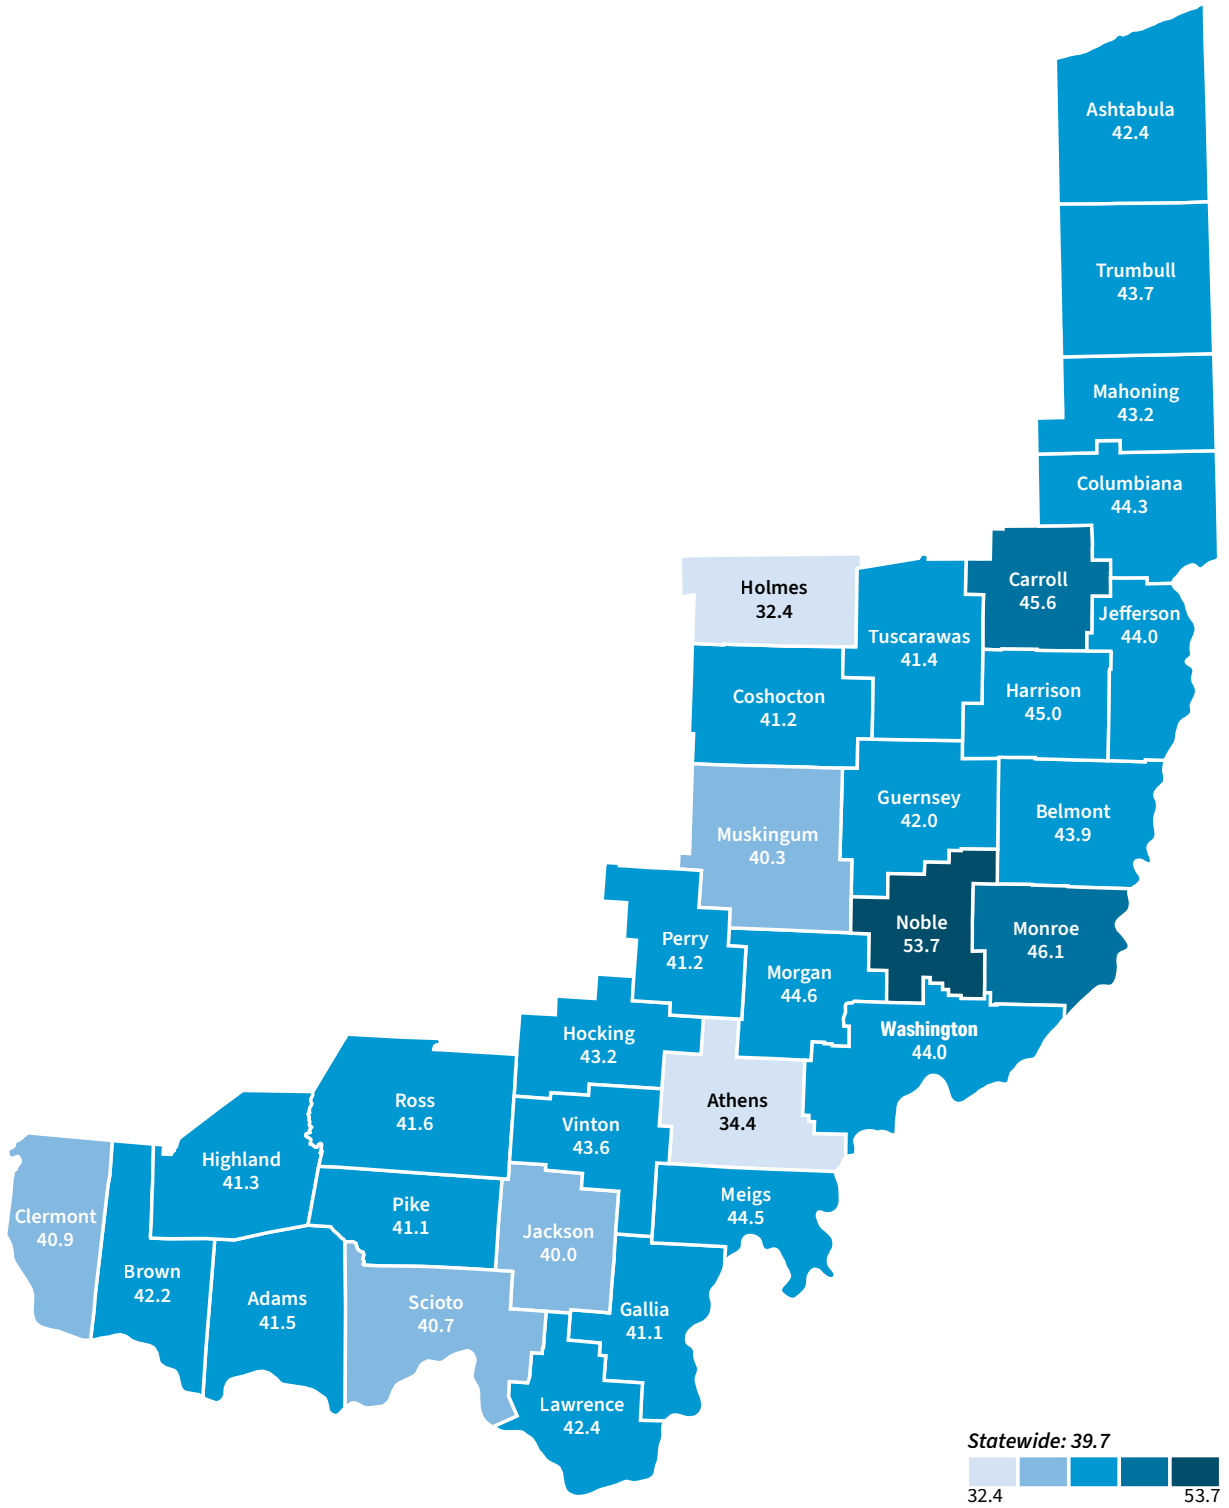 Ashtabula
42.4
Trumbull
43.7
Mahoning
43.2
Columbiana
44.3
Carroll
45.6
Holmes
32.4
Jefferson
44.0
Tuscarawas
41.4
Harrison
45.0
Coshocton
41.2
Guernsey
42.0
Belmont
43.9
Muskingum
40.3
Noble
53.7
Monroe
46.1
Perry
41.2
Morgan
44.6
Washington
44.0
Hocking
43.2
Athens
34.4
Ross
41.6
Vinton
43.6
Highland
41.3
Meigs
44.5
Pike
41.1
Clermont
40.9
Jackson
40.0
Brown
42.2
Adams
41.5
Scioto
40.7
Gallia
41.1
Lawrence
42.4
Statewide: 39.7
32.4 53.7